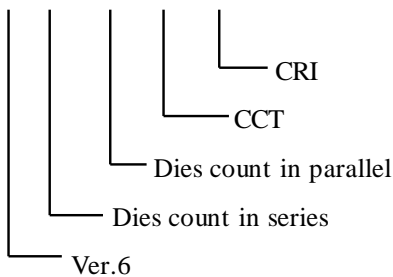 CRI
CCT
Dies count in parallel
Dies count in series
Ver.6